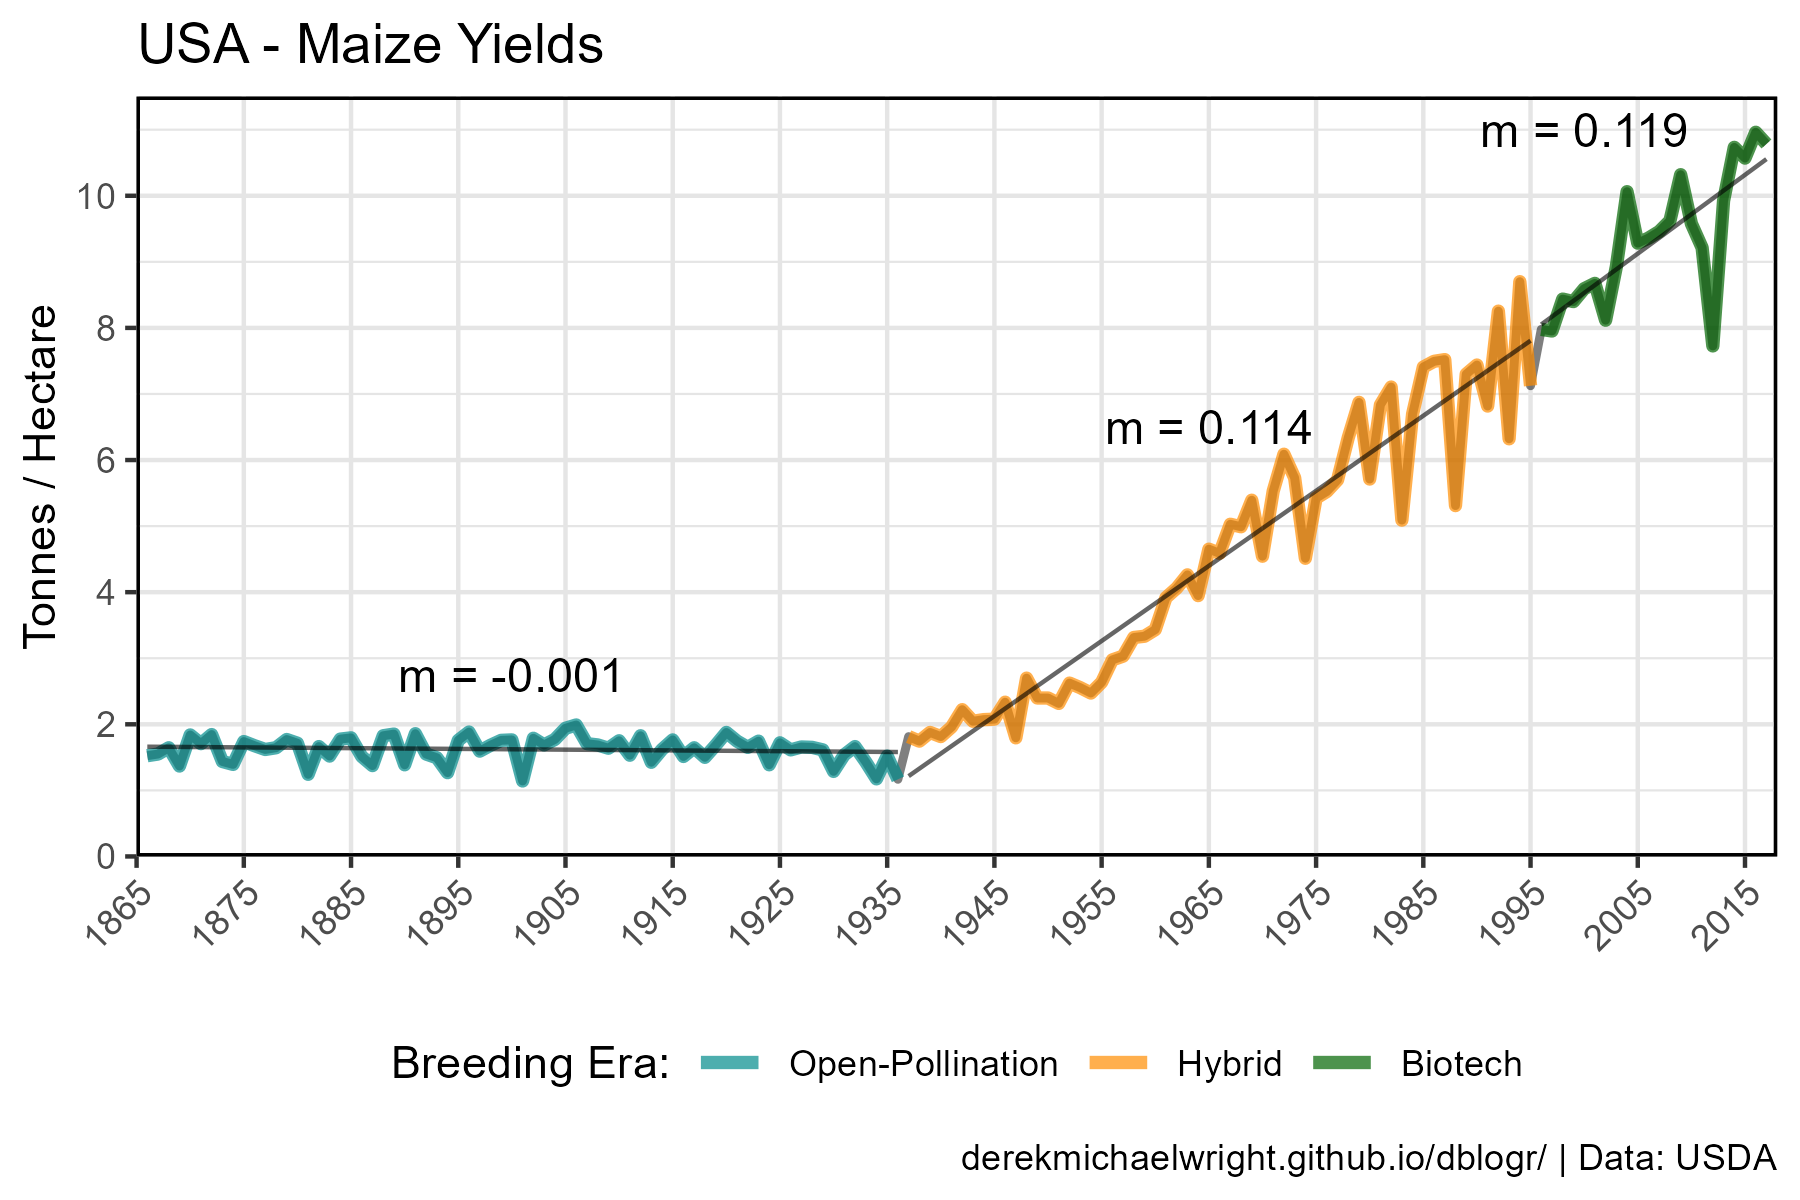 USA - Maize Yields
m = 0.119
10
8
m = 0.114
6
Tonnes / Hectare
4
m = -0.001
2
0
1865 1875 1885 1895 1905 1915 1925 1935 1945 1955 1965 1975 1985 1995 2005 2015
Breeding Era: Open-Pollination Hybrid Biotech
derekmichaelwright.github.io/dblogr/ | Data: USDA